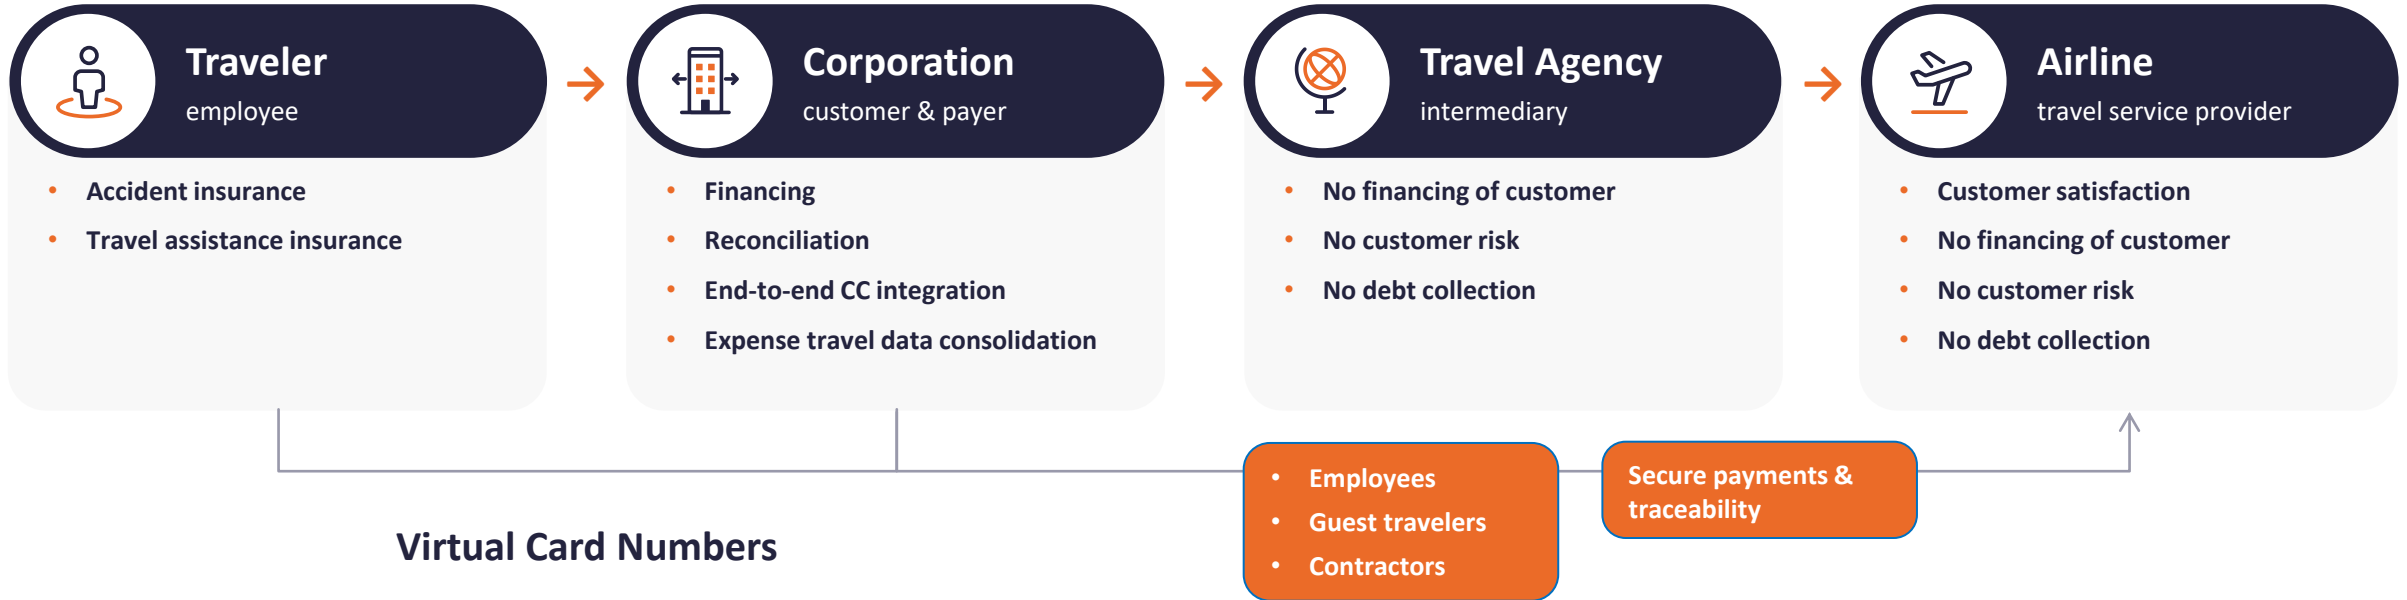 Traveler
employee
• Accident insurance
• Travel assistance insurance
Corporation
customer & payer
• Financing
• Reconciliation
• End-to-end CC integration
• Expense travel data consolidation
Travel Agency
intermediary
• No financing of customer
• No customer risk
• No debt collection
Airline
travel service provider
• Customer satisfaction
• No financing of customer
• No customer risk
• No debt collection
Virtual Card Numbers
• Employees
• Guest travelers
• Contractors
Secure payments &
traceability